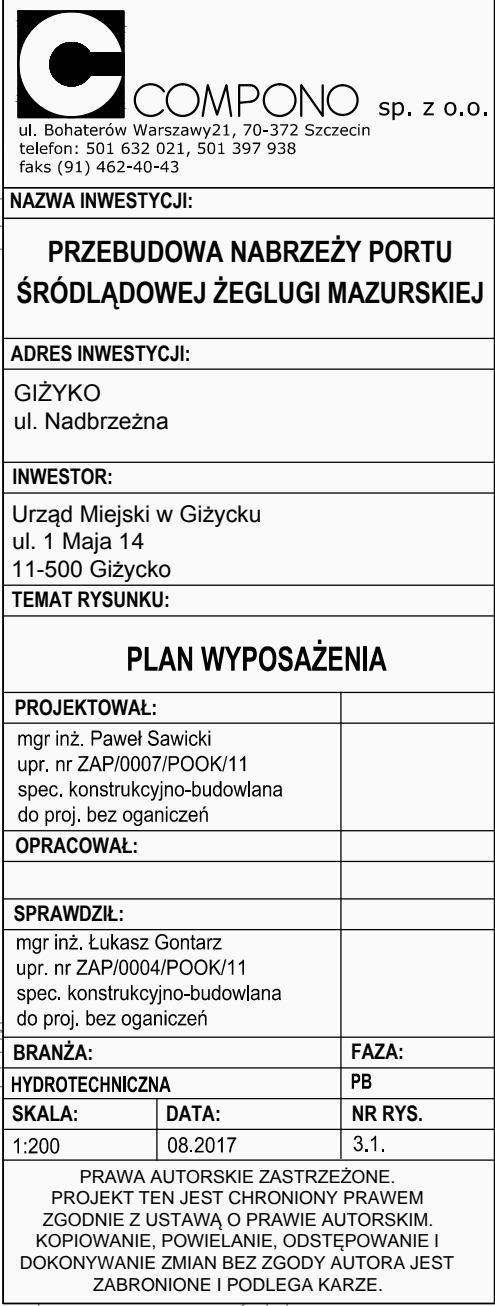 COMPONO sp. z o.o.
ul. Bohaterów Warszawy21, 70-372 Szczecin
telefon: 501 632 021, 501 397 938
faks (91) 462-40-43
NAZWA INWESTYCJI:
PRZEBUDOWA NABRZEŻY PORTU
ŚRÓDLĄDOWEJ ŻEGLUGI MAZURSKIEJ
ADRES INWESTYCJI:
GIŻYKO
ul. Nadbrzeżna
INWESTOR:
Urząd Miejski w Giżycku
ul. 1 Maja 14
11-500 Giżycko
TEMAT RYSUNKU:
PLAN WYPOSAŻENIA
PROJEKTOWAŁ:
mgr inż. Paweł Sawicki
upr. nr ZAP/0007/POOK/11
spec. konstrukcyjno-budowlana
do proj. bez oganiczeń
OPRACOWAŁ:
SPRAWDZIŁ:
mgr inż. Łukasz Gontarz
upr. nr ZAP/0004/POOK/11
spec. konstrukcyjno-budowlana
do proj. bez oganiczeń
BRANŻA: FAZA:
HYDROTECHNICZNA PB
SKALA: DATA: NR RYS.
1:200 08.2017 3.1.
PRAWA AUTORSKIE ZASTRZEŻONE.
PROJEKT TEN JEST CHRONIONY PRAWEM
ZGODNIE Z USTAWĄ O PRAWIE AUTORSKIM.
KOPIOWANIE, POWIELANIE, ODSTĘPOWANIE I
DOKONYWANIE ZMIAN BEZ ZGODY AUTORA JEST
ZABRONIONE I PODLEGA KARZE.